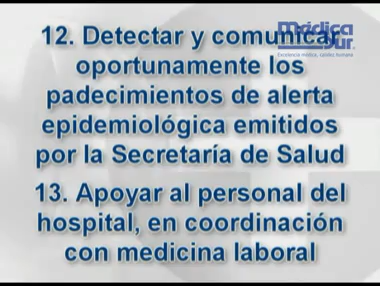 Médica
Sur
Excelencia médica, calidez humana
12. Detectar y comunicar
oportunamente los
padecimientos de alerta
epidemiológica emitidos
por la Secretaría de Salud
13. Apoyar al personal del
hospital, en coordinación
con medicina laboral